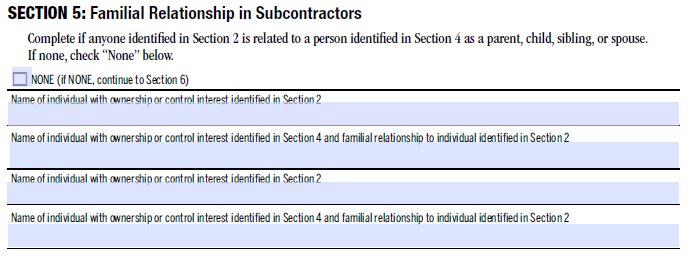 SECTION 5: Familial Relationship in Subcontractors
Complete if anyone identified in Section 2 is related to a person identified in Section 4 as a parent, child, sibling, or spouse.
If none, check “None” below.
NONE (if NONE, continue to Section 6)
Name of individual with ownership or control interest identified in Section 2
Name of individual with ownership or control interest identified in Section 4 and familial relationship to individual identified in Section 2
Name of individual with ownership or control interest identified in Section 2
Name of individual with ownership or control interest identified in Section 4 and familial relationship to individual identified in Section 2